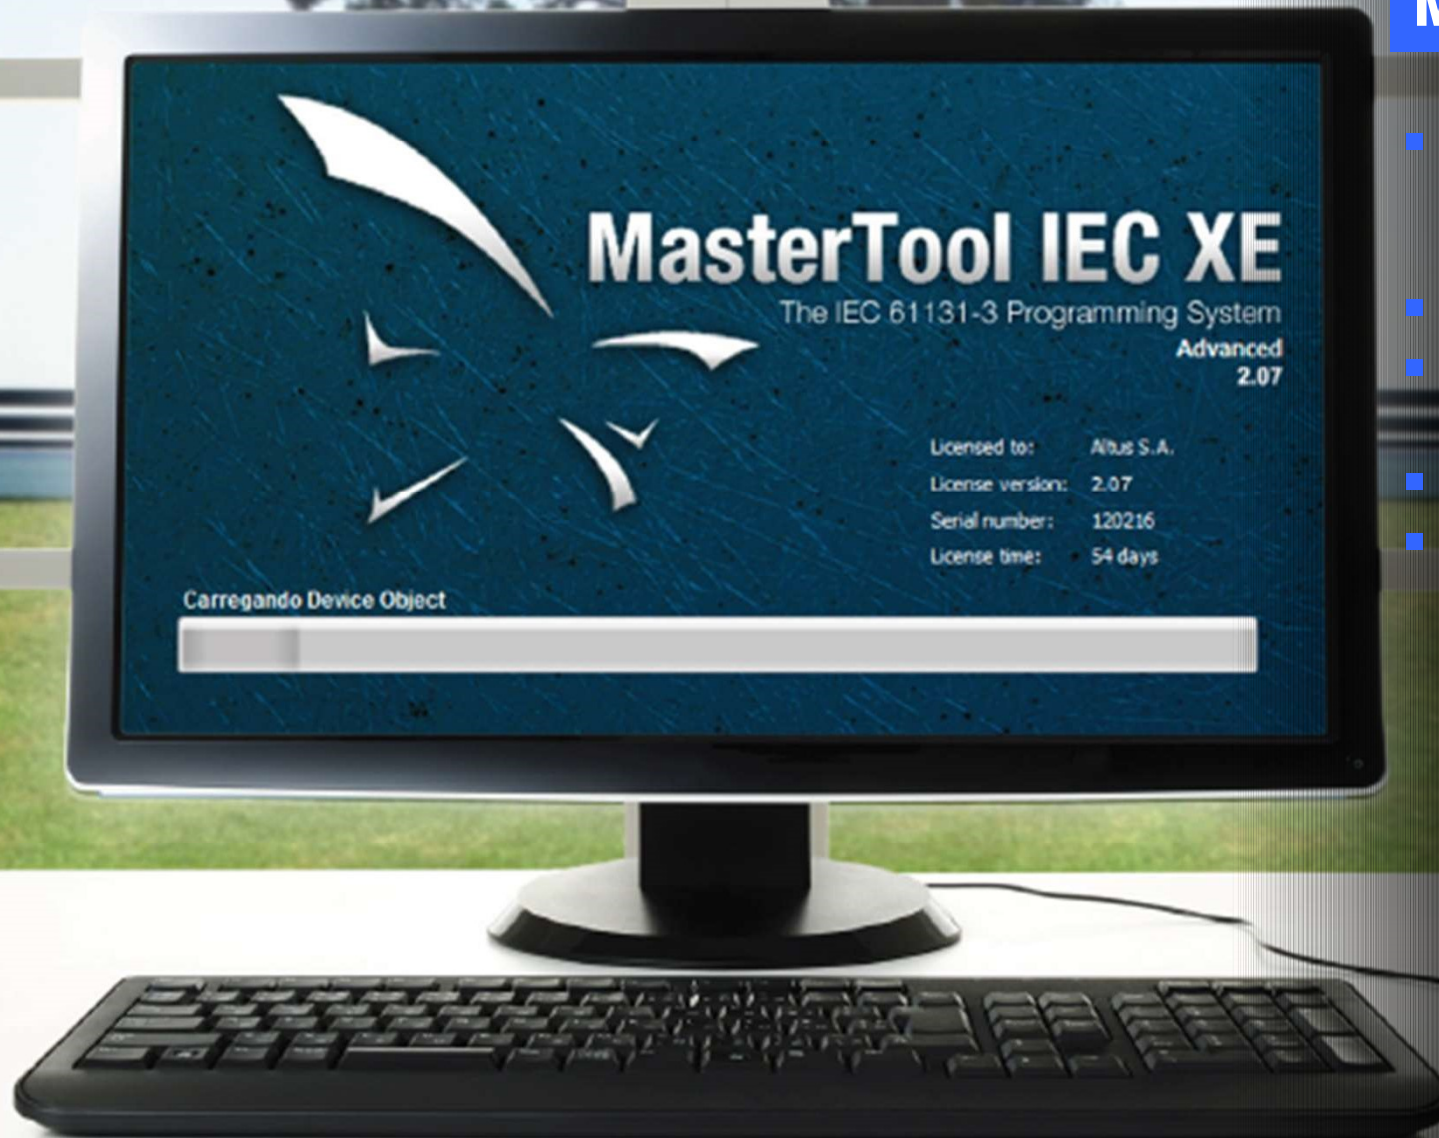 MasterTool IEC XE
The IEC 61131-3 Programming System
Advanced
2.07
Licensed to: Altus S.A.
License version: 2.07
Serial number: 120216
License time: 54 days
Carregando Device Object